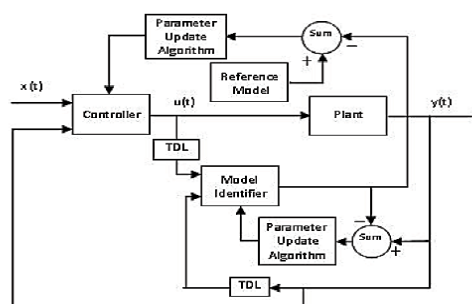 Parameter
Update
Algorithm
Sum
−
+
Reference
Model
x(t)
Controller
u(t)
Plant
y(t)
TDL
Model
Identifier
Parameter
Update
Algorithm
−
Sum
+
TDL